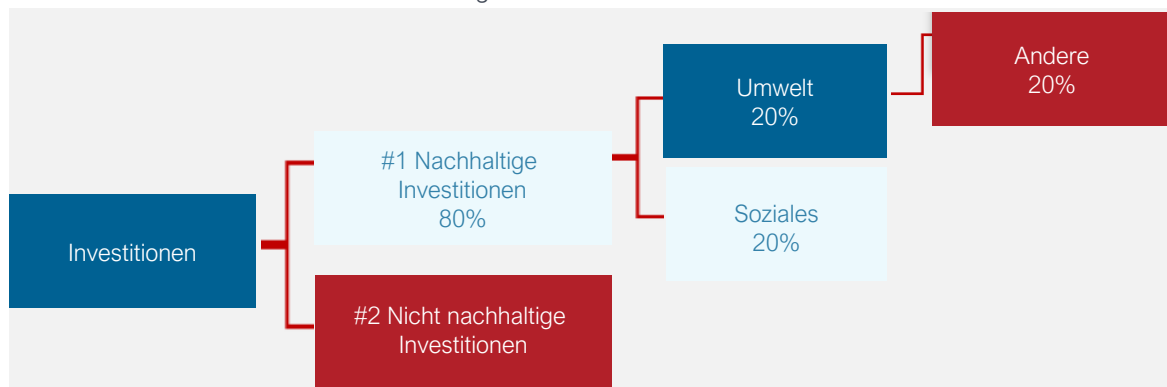 Umwelt
20%
Andere
20%
#1 Nachhaltige
Investitionen
80%
Soziales
20%
Investitionen
#2 Nicht nachhaltige
Investitionen